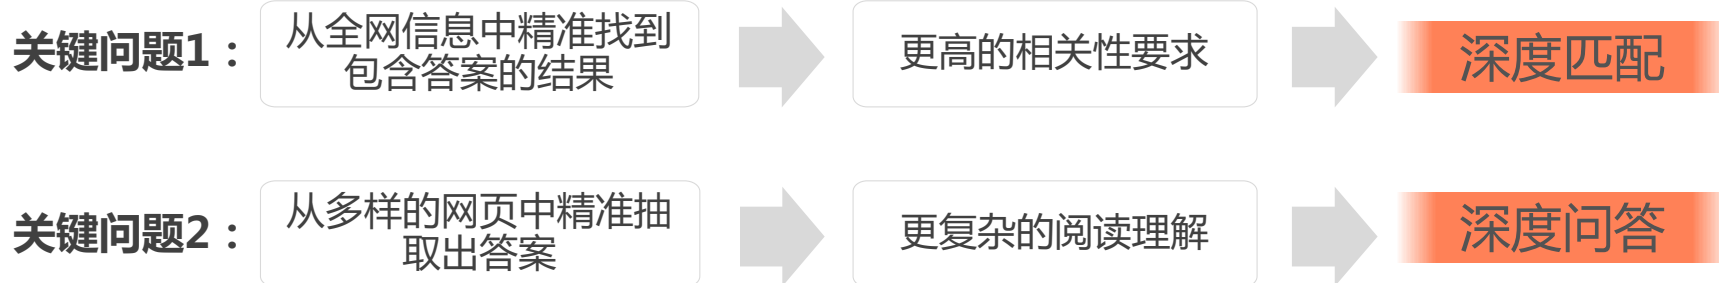 关键问题1：
从全网信息中精准找到
包含答案的结果
更高的相关性要求
深度匹配
关键问题2：
从多样的网页中精准抽
取出答案
更复杂的阅读理解
深度问答